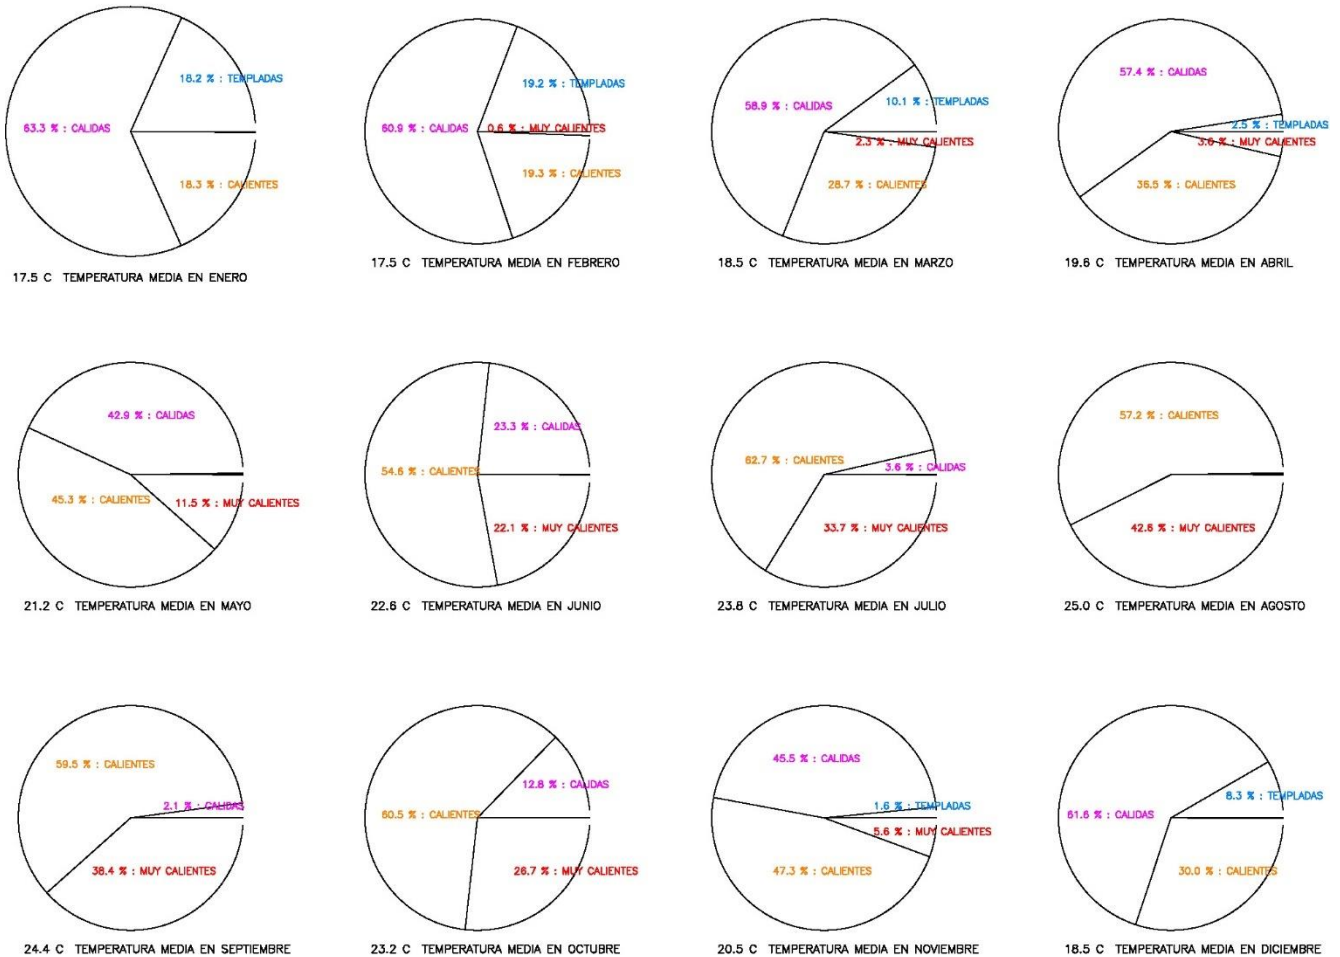 18.2 % : TEMPLADAS
63.3 % : CALIDAS
18.3 % : CALIENTES
17.5 C TEMPERATURA MEDIA EN ENERO
19.2 % : TEMPLADAS
60.9 % : CALIDAS
0.6 % : MUY CALIENTES
19.3 % : CALIENTES
17.5 C TEMPERATURA MEDIA EN FEBRERO
10.1 % : TEMPLADAS
58.9 % : CALIDAS
2.3 % : MUY CALIENTES
28.7 % : CALIENTES
18.5 C TEMPERATURA MEDIA EN MARZO
57.4 % : CALIDAS
2.5 % : TEMPLADAS
3.6 % : MUY CALIENTES
36.5 % : CALIENTES
19.6 C TEMPERATURA MEDIA EN ABRIL
42.9 % : CALIDAS
45.3 % : CALIENTES
11.5 % : MUY CALIENTES
21.2 C TEMPERATURA MEDIA EN MAYO
23.3 % : CALIDAS
54.6 % : CALIENTES
22.1 % : MUY CALIENTES
22.6 C TEMPERATURA MEDIA EN JUNIO
62.7 % : CALIENTES
3.6 % : CALIDAS
33.7 % : MUY CALIENTES
23.8 C TEMPERATURA MEDIA EN JULIO
57.2 % : CALIENTES
42.6 % : MUY CALIENTES
25.0 C TEMPERATURA MEDIA EN AGOSTO
59.5 % : CALIENTES
2.1 % : CALIDAS
38.4 % : MUY CALIENTES
24.4 C TEMPERATURA MEDIA EN SEPTIEMBRE
12.8 % : CALIDAS
60.5 % : CALIENTES
26.7 % : MUY CALIENTES
23.2 C TEMPERATURA MEDIA EN OCTUBRE
45.5 % : CALIDAS
1.6 % : TEMPLADAS
5.6 % : MUY CALIENTES
47.3 % : CALIENTES
20.5 C TEMPERATURA MEDIA EN NOVIEMBRE
8.3 % : TEMPLADAS
61.6 % : CALIDAS
30.0 % : CALIENTES
18.5 C TEMPERATURA MEDIA EN DICIEMBRE